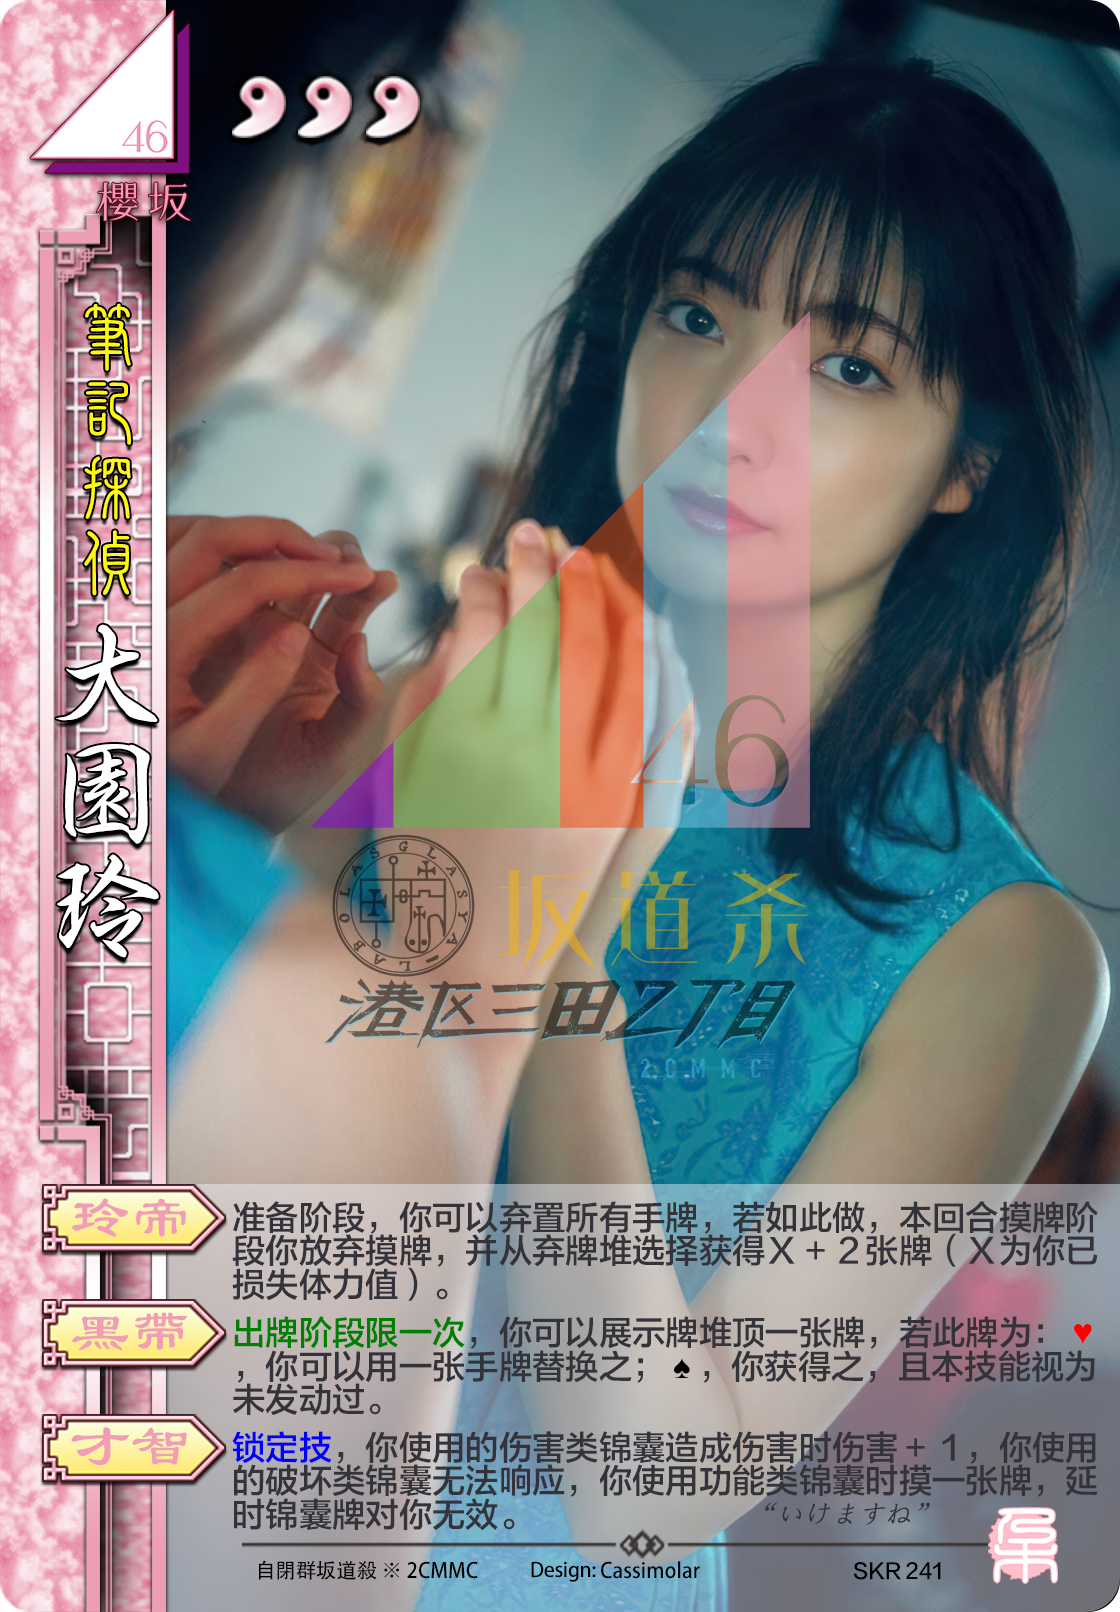 46
櫻坂
筆記探偵
大園玲
46
GLASYA-LABOLAS
坂道杀
港区三田2丁目
2CMMC
玲帝
准备阶段，你可以弃置所有手牌，若如此做，本回合摸牌阶
段你放弃摸牌，并从弃牌堆选择获得X＋2张牌（X为你已
损失体力值）。
黑帶
出牌阶段限一次，你可以展示牌堆顶一张牌，若此牌为：♥
，你可以用一张手牌替换之；♠，你获得之，且本技能视为
未发动过。
才智
锁定技，你使用的伤害类锦囊造成伤害时伤害＋1，你使用
的破坏类锦囊无法响应，你使用功能类锦囊时摸一张牌，延
时锦囊牌对你无效。
“いけますね”
自閉群坂道殺 ※ 2CMMC
Design: Cassimolar
SKR 241